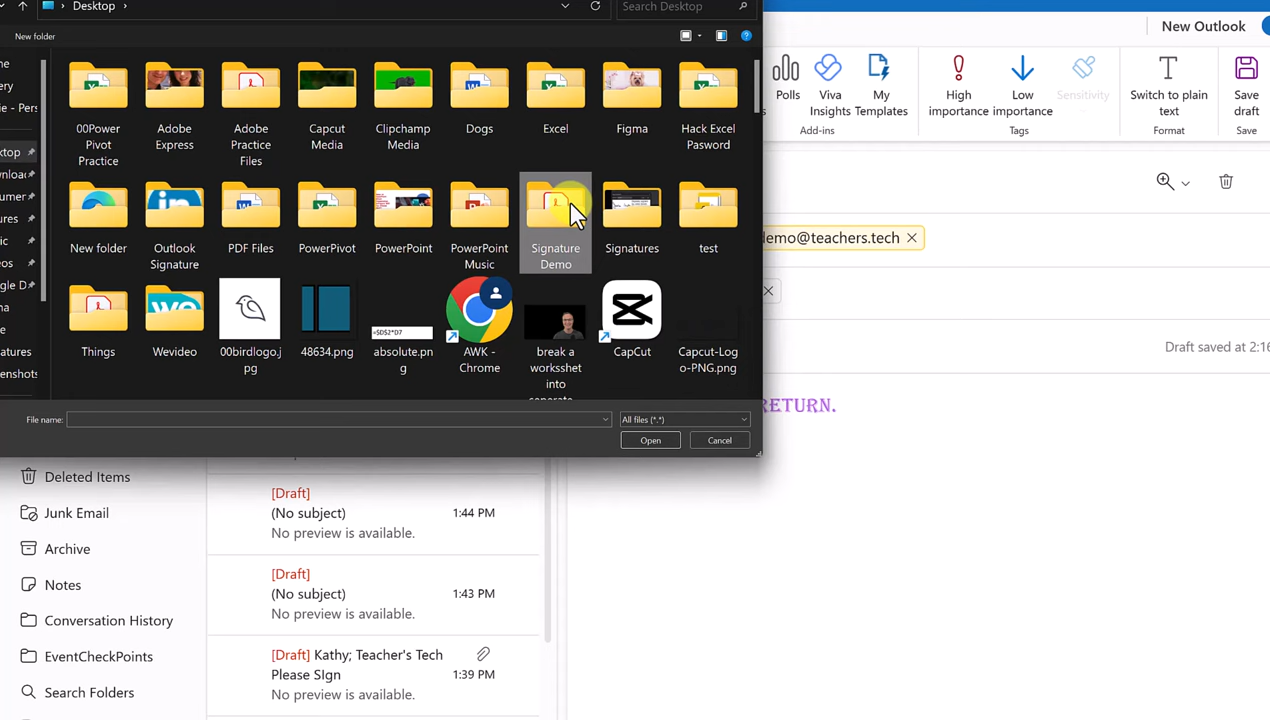 Desktop
Search Desktop
New folder
00Power
Pivot
Practice
Adobe
Express
Adobe
Practice
Files
Capcut
Media
Clipchamp
Media
Dogs
Excel
Figma
Hack Excel
Pasword
New folder
Outlook
Signature
PDF Files
PowerPivot
PowerPoint
PowerPoint
Music
Signature
Demo
Signatures
test
Things
Wevideo
00birdlogo.j
pg
48634.png
=$D$2*D7
absolute.pn
g
AWK -
Chrome
break a
worksshet
into
CapCut
Capcut-Log
o-PNG.png
File name:
All files (*.*)
Open
Cancel
New Outlook
Polls
Viva
Insights
My
Templates
Add-ins
High
importance
Low
importance
Sensitivity
Tags
Switch to plain
text
Format
Save
draft
Save
demo@teachers.tech
Draft saved at 2:16
RETURN.
Deleted Items
Junk Email
Archive
Notes
Conversation History
EventCheckPoints
Search Folders
[Draft]
(No subject)
1:44 PM
No preview is available.
[Draft]
(No subject)
1:43 PM
No preview is available.
[Draft] Kathy; Teacher's Tech
Please SIgn
1:39 PM
No preview is available.